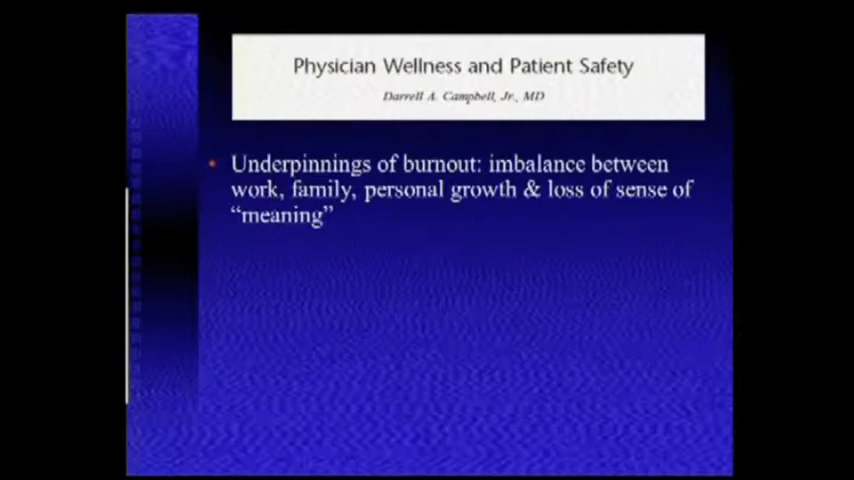 Physician Wellness and Patient Safety
Darrell A. Campbell, Jr., MD
• Underpinnings of burnout: imbalance between
work, family, personal growth & loss of sense of
“meaning”